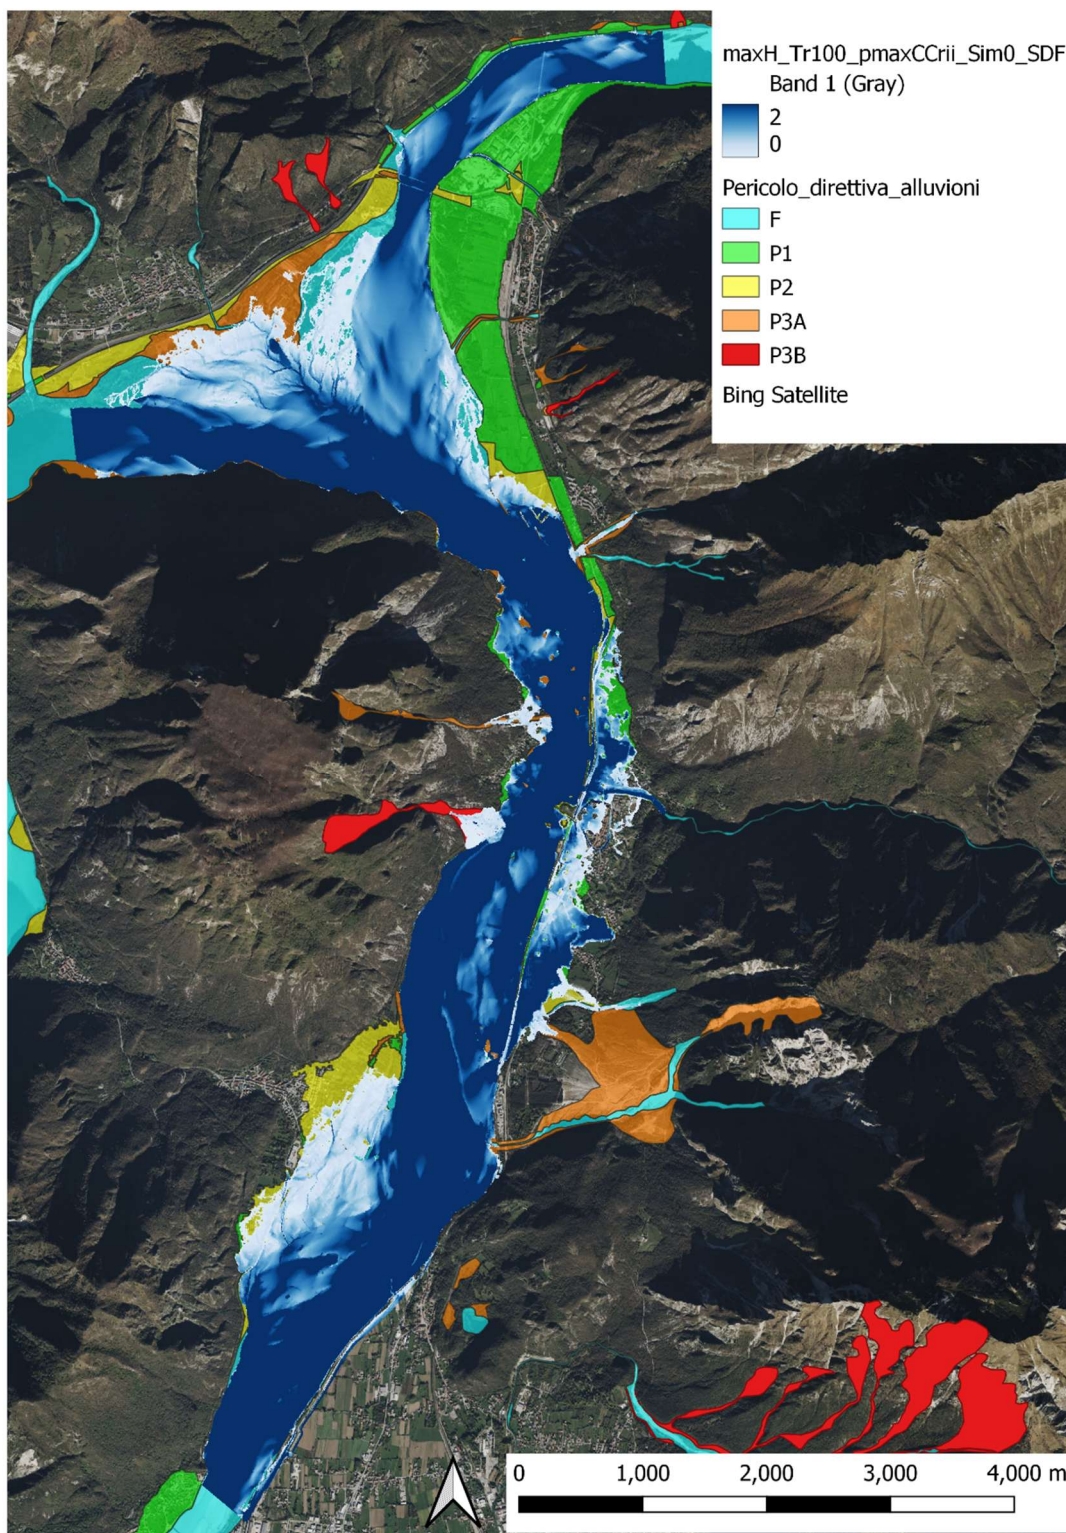 maxH_Tr100_pmaxCCrii_Sim0_SDF
Band 1 (Gray)
2
0
Pericolo_direttiva_alluvioni
F
P1
P2
P3A
P3B
Bing Satellite
0 1,000 2,000 3,000 4,000 m